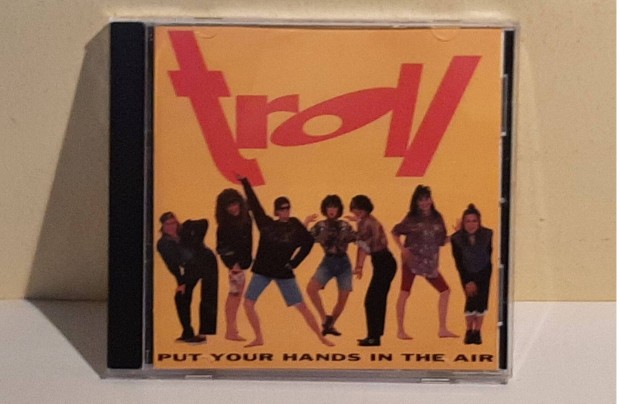 troll
PUT YOUR HANDS IN THE AIR